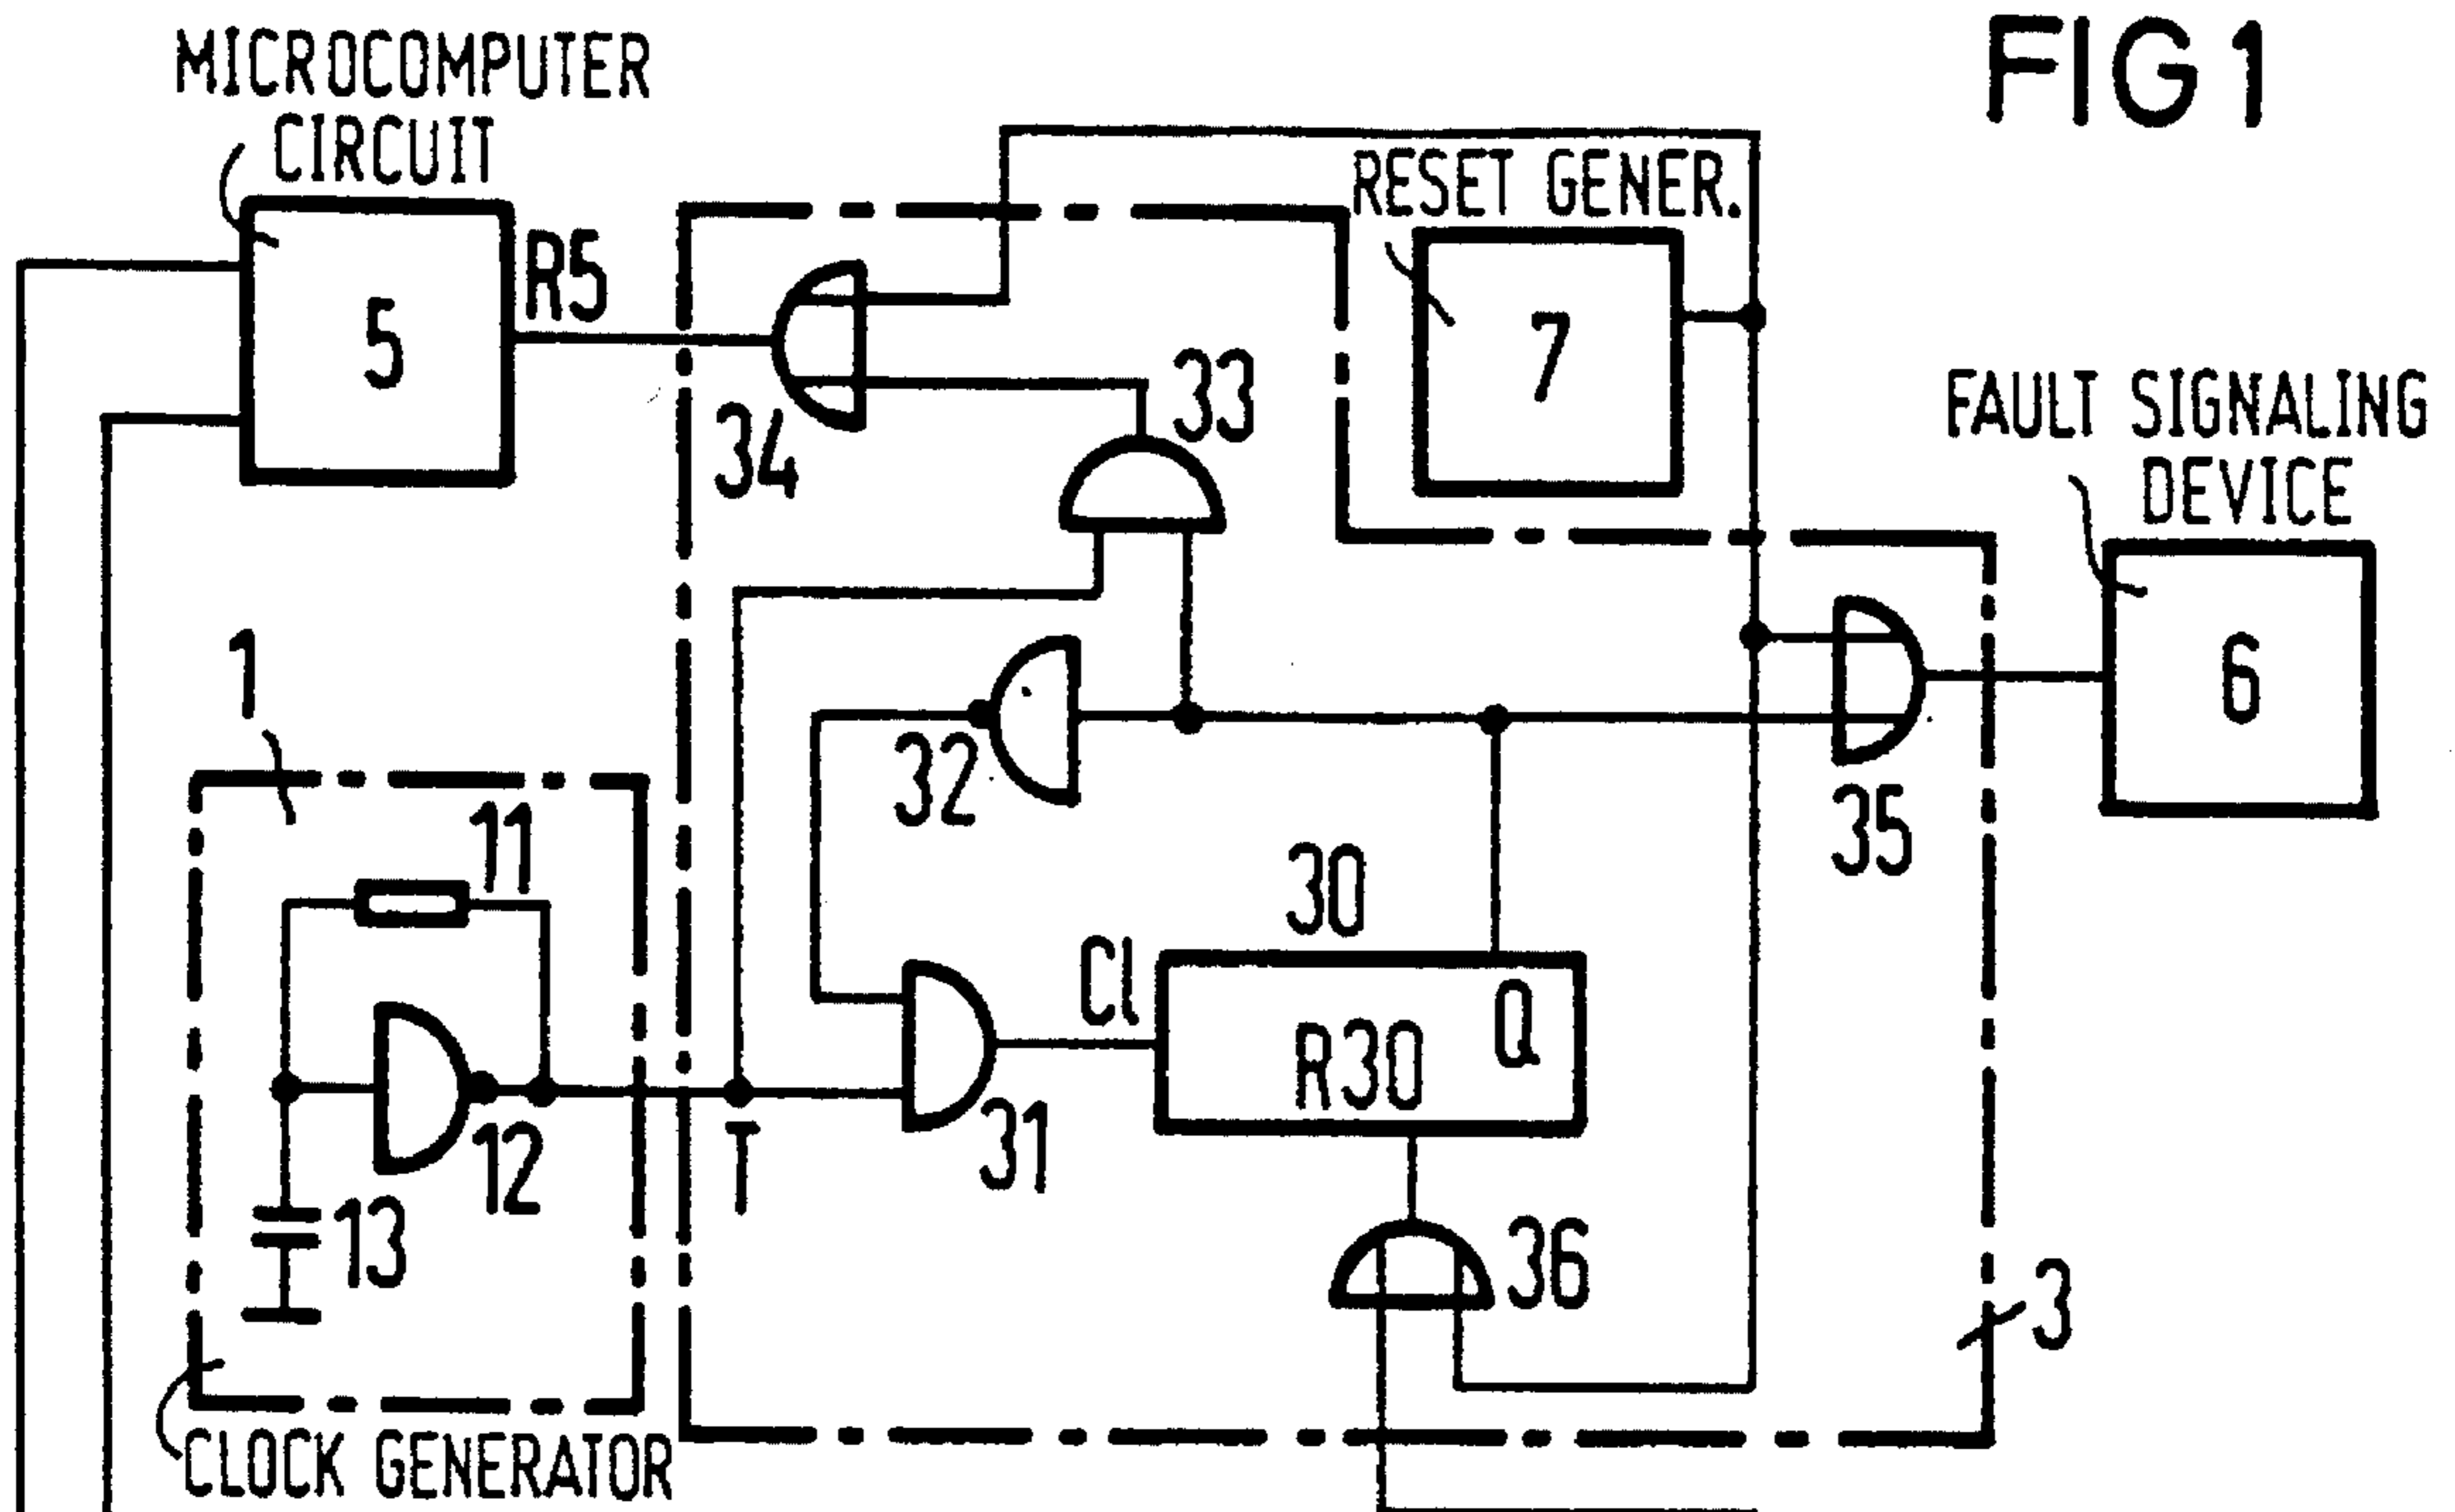 FIG 1
MICROCOMPUTER
CIRCUIT
RESET GENER.
R5
5
7
33
FAULT SIGNALING
DEVICE
34
1
6
32
35
11
30
Cl
Q
R30
31
12
T
13
36
3
CLOCK GENERATOR